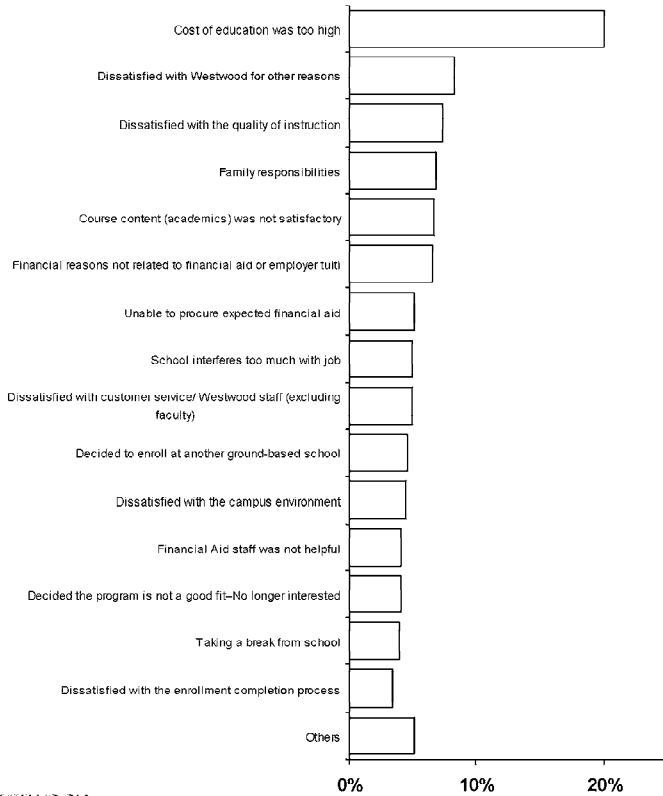 Cost of education was too high
Dissatisfied with Westwood for other reasons
Dissatisfied with the quality of instruction
Family responsibilities
Course content (academics) was not satisfactory
Financial reasons not related to financial aid or employer tuiti
Unable to procure expected financial aid
School interferes too much with job
Dissatisfied with customer service/ Westwood staff (excluding
faculty)
Decided to enroll at another ground-based school
Dissatisfied with the campus environment
Financial Aid staff was not helpful
Decided the program is not a good fit–No longer interested
Taking a break from school
Dissatisfied with the enrollment completion process
Others
0% 10% 20%